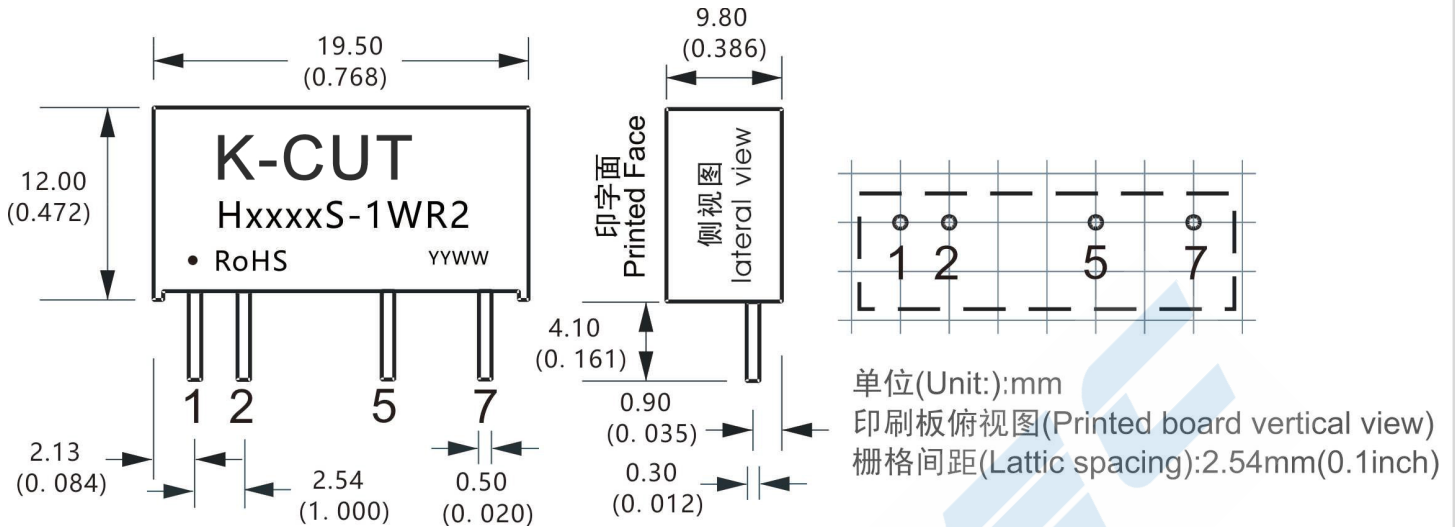 19.50
(0.768)
12.00
(0.472)
K-CUT
HxxxxS-1WR2
• RoHS YYWW
1 2 5 7
2.13
(0. 084)
2.54
(1. 000)
0.50
(0. 020)
9.80
(0.386)
印字面
Printed Face
侧视图
lateral view
4.10
(0. 161)
0.90
(0. 035)
0.30
(0. 012)
1 2 5 7
单位(Unit:):mm
印刷板俯视图(Printed board vertical view)
栅格间距(Lattic spacing):2.54mm(0.1inch)